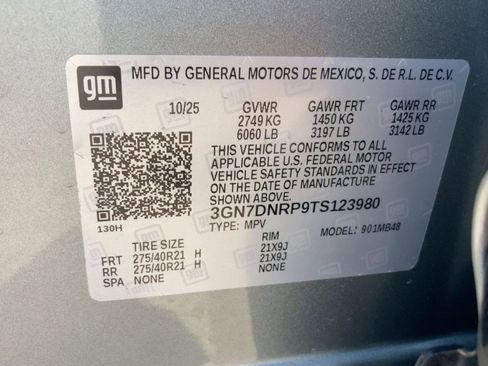 gm
MFD BY GENERAL MOTORS DE MEXICO, S. DE R.L. DE C.V.
10/25 GVWR GAWR FRT GAWR RR
2749 KG 1450 KG 1425 KG
6060 LB 3197 LB 3142 LB
THIS VEHICLE CONFORMS TO ALL
APPLICABLE U.S. FEDERAL MOTOR
VEHICLE SAFETY STANDARDS IN EFFECT
ON THE DATE OF MANUFACTURE
SHOWN ABOVE.
3GN7DNRP9TS123980
130H TYPE: MPV MODEL: 901MB48
TIRE SIZE RIM
FRT 275/40R21 H 21X9J
RR 275/40R21 H 21X9J
SPA NONE NONE